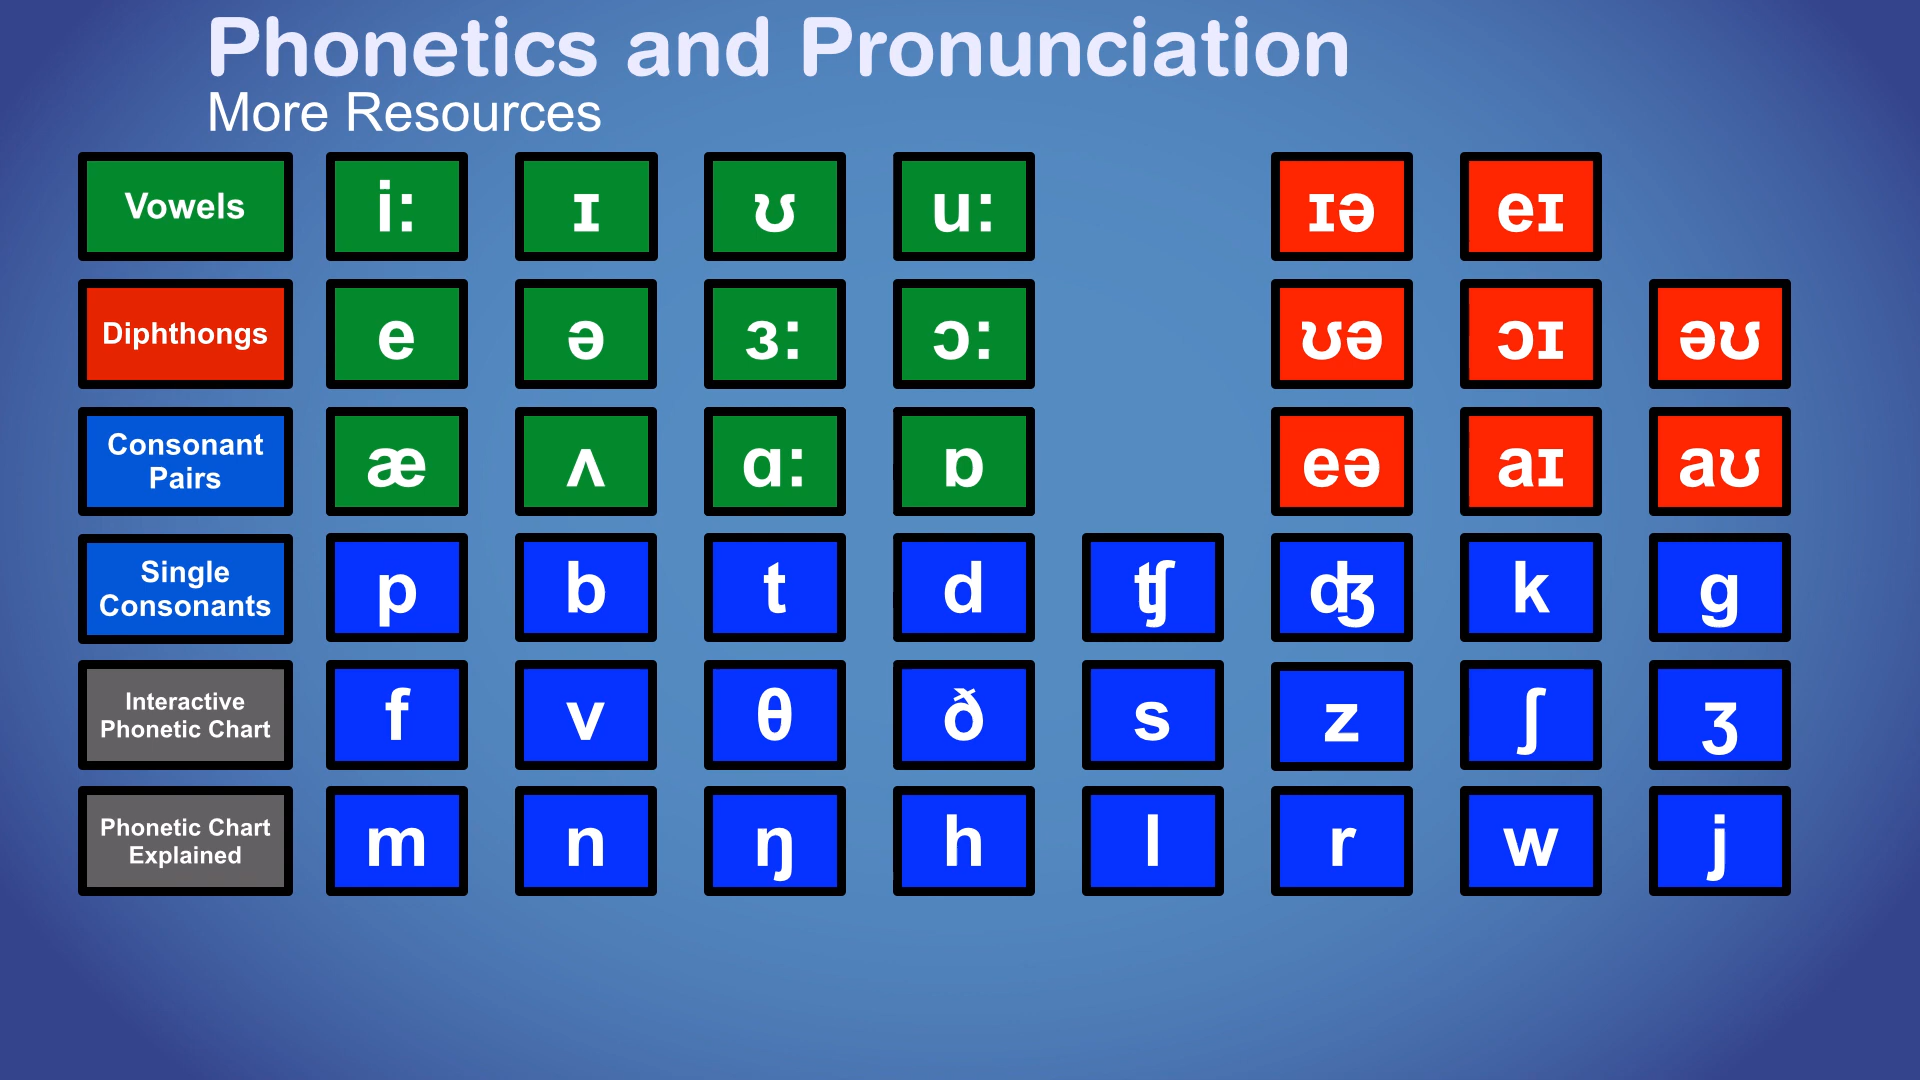 Phonetics and Pronunciation
More Resources
Vowels i: ɪ ʊ u: ɪə eɪ
Diphthongs e ə ɜ: ɔ: ʊə ɔɪ əʊ
Consonant
Pairs
æ ʌ ɑ: ɒ eə aɪ aʊ
Single
Consonants
p b t d ʧ ʤ k g
Interactive
Phonetic Chart
f v θ ð s z ʃ ʒ
Phonetic Chart
Explained
m n ŋ h l r w j